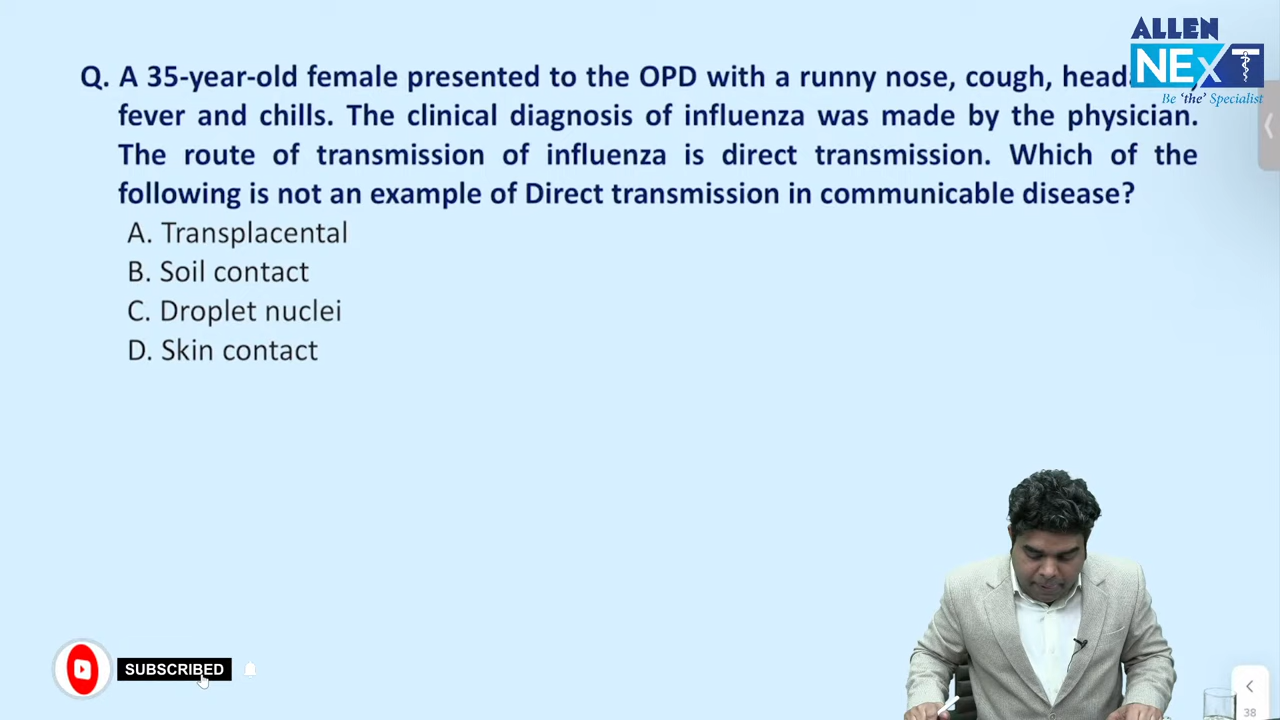 ALLEN
NEXT
Be 'the' Specialist
Q. A 35-year-old female presented to the OPD with a runny nose, cough,
fever and chills. The clinical diagnosis of influenza was made by the physician.
The route of transmission of influenza is direct transmission. Which of the
following is not an example of Direct transmission in communicable disease?
A. Transplacental
B. Soil contact
C. Droplet nuclei
D. Skin contact
SUBSCRIBED
38